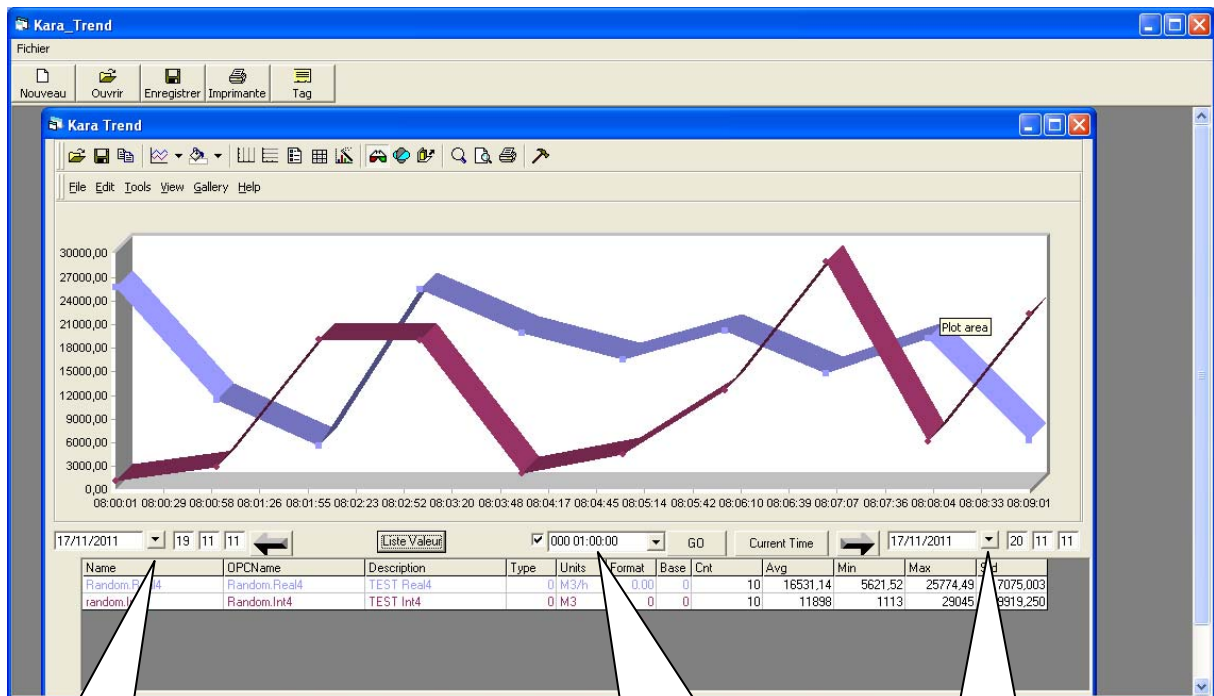 Kara_Trend
Fichier
Nouveau Ouvrir Enregistrer Imprimante Tag
Kara Trend
File Edit Tools View Gallery Help
30000,00
27000,00
24000,00
21000,00
18000,00
15000,00
12000,00
9000,00
6000,00
3000,00
0,00
Plot area
08:00:01 08:00:29 08:00:58 08:01:26 08:01:55 08:02:23 08:02:52 08:03:20 08:03:48 08:04:17 08:04:45 08:05:14 08:05:42 08:06:10 08:06:39 08:07:07 08:07:36 08:08:04 08:08:33 08:09:01
17/11/2011 19 11 11 Liste Valeur 000 01:00:00 GO Current Time 17/11/2011 20 11 11
Name OPCName Description Type Units Format Base Cnt Avg Min Max
Random.Real4 TEST Real4 0 M3/h 0.00 0 10 16531,14 5621,52 25774,49 7075,003
Random.Int4 TEST Int4 0 M3 0 0 10 11898 1113 29045 9919,250